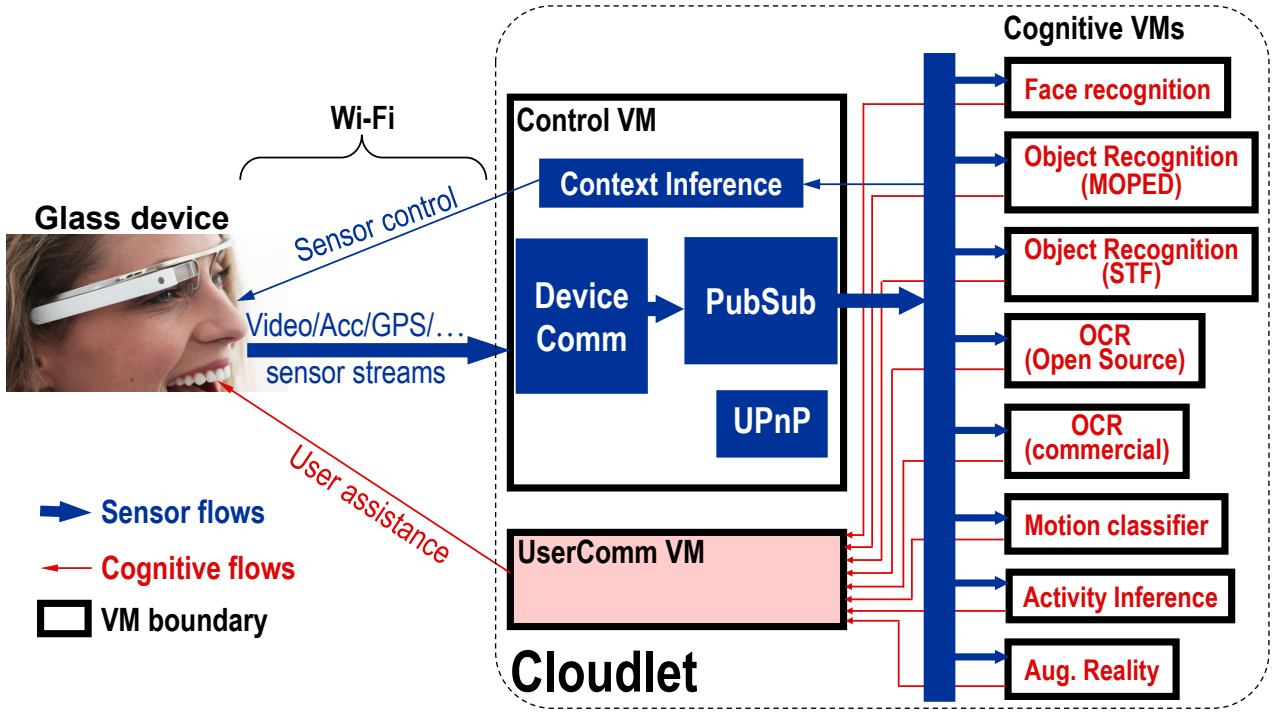 Cognitive VMs
Face recognition
Wi-Fi
Control VM
Object Recognition
(MOPED)
Context Inference
Glass device
Sensor control
Object Recognition
(STF)
Device
Comm
PubSub
Video/Acc/GPS/...
sensor streams
OCR
(Open Source)
UPnP
OCR
(commercial)
User assistance
Sensor flows
Motion classifier
UserComm VM
Cognitive flows
Activity Inference
VM boundary
Cloudlet
Aug. Reality